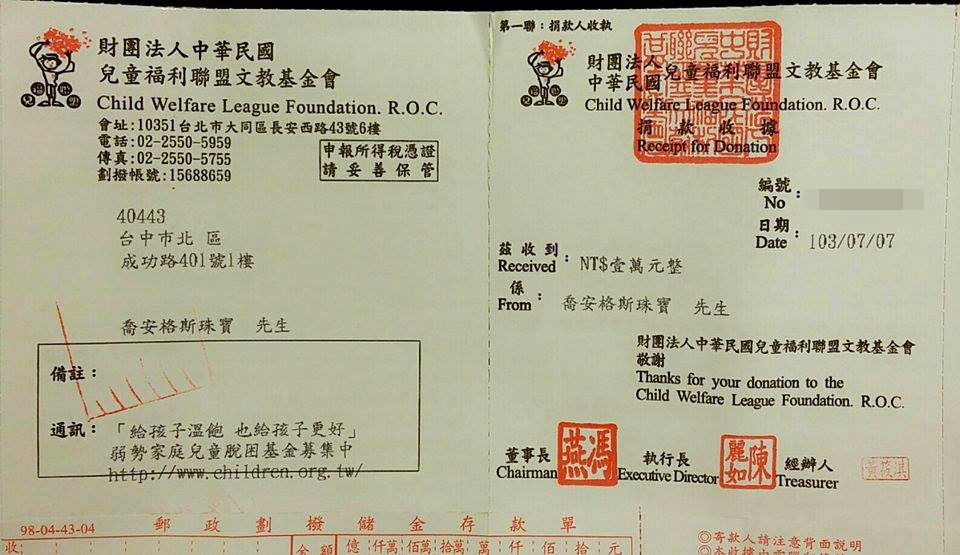 財團法人中華民國
兒童福利聯盟文教基金會
Child Welfare League Foundation. R.O.C.
會址:10351台北市大同區長安西路43號6樓
電話:02-2550-5959
傳真:02-2550-5755
劃撥帳號:15688659
申報所得稅憑證
請妥善保管
40443
台中市北 區
成功路401號1樓
喬安格斯珠寶 先生
備註:
通訊:「給孩子溫飽 也給孩子更好」
弱勢家庭兒童脫困基金募集中
http://www.children.org.tw/
第一聯:捐款人收執
財團法人
中華民國
兒童福利聯盟文教基金會
Child Welfare League Foundation. R.O.C.
捐款收據
Receipt for Donation
編號
No :
日期
Date : 103/07/07
茲收到
Received : NT$壹萬元整
係
From : 喬安格斯珠寶 先生
財團法人中華民國兒童福利聯盟文教基金會
敬謝
Thanks for your donation to the
Child Welfare League Foundation. R.O.C.
董事長
Chairman
馮燕
執行長
Executive Director
陳麗如
經辦人
Treasurer
98-04-43-04 郵政劃撥儲金存款單
收
金額 億 仟萬 佰萬 拾萬 萬 仟 佰 拾 元
◎寄款人請注意背面說明